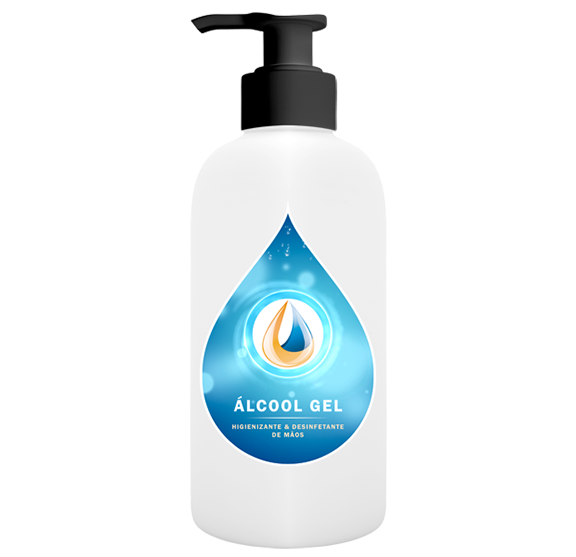 ÁLCOOL GEL
HIGIENIZANTE & DESINFETANTE
DE MÃOS